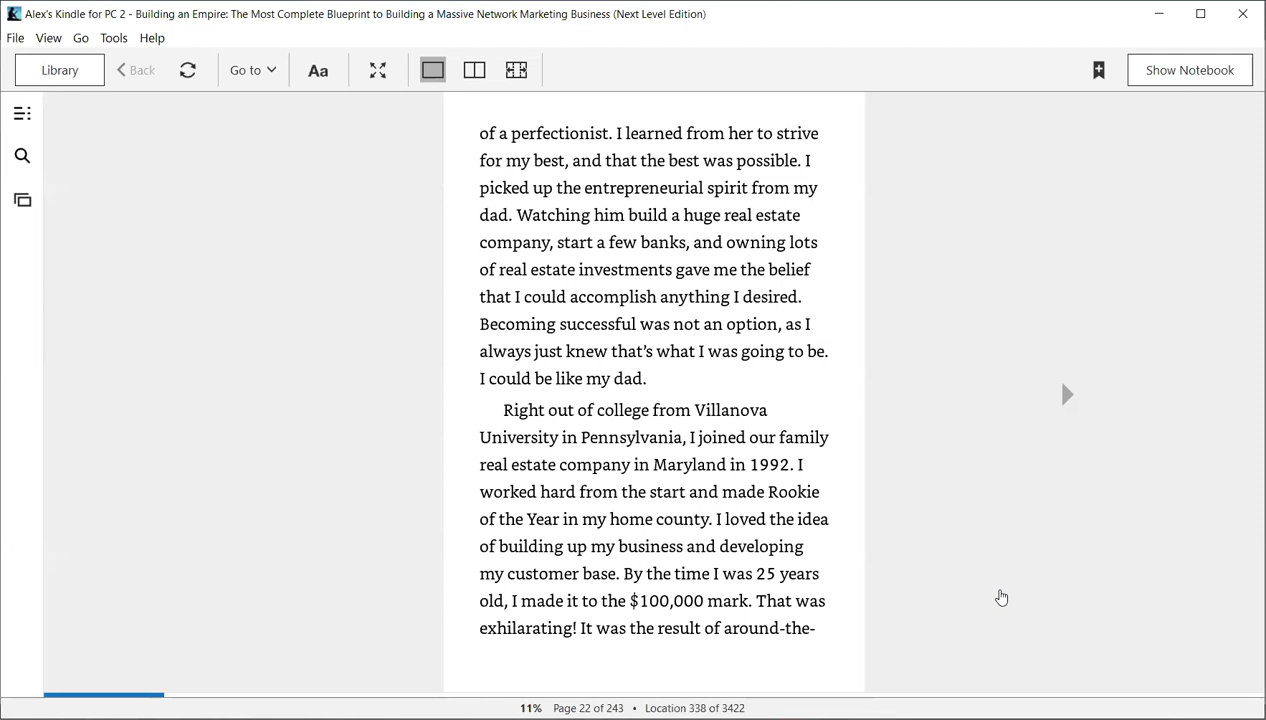 Alex's Kindle for PC 2 - Building an Empire: The Most Complete Blueprint to Building a Massive Network Marketing Business (Next Level Edition)
File View Go Tools Help
Library Back Go to Aa Show Notebook
of a perfectionist. I learned from her to strive
for my best, and that the best was possible. I
picked up the entrepreneurial spirit from my
dad. Watching him build a huge real estate
company, start a few banks, and owning lots
of real estate investments gave me the belief
that I could accomplish anything I desired.
Becoming successful was not an option, as I
always just knew that’s what I was going to be.
I could be like my dad.
Right out of college from Villanova
University in Pennsylvania, I joined our family
real estate company in Maryland in 1992. I
worked hard from the start and made Rookie
of the Year in my home county. I loved the idea
of building up my business and developing
my customer base. By the time I was 25 years
old, I made it to the $100,000 mark. That was
exhilarating! It was the result of around-the-
11% Page 22 of 243 • Location 338 of 3422